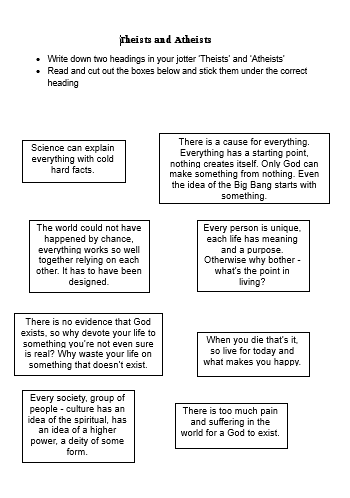 Theists and Atheists
• Write down two headings in your jotter 'Theists' and 'Atheists'
• Read and cut out the boxes below and stick them under the correct
heading
Science can explain
everything with cold
hard facts.
There is a cause for everything.
Everything has a starting point,
nothing creates itself. Only God can
make something from nothing. Even
the idea of the Big Bang starts with
something.
The world could not have
happened by chance,
everything works so well
together relying on each
other. It has to have been
designed.
Every person is unique,
each life has meaning
and a purpose.
Otherwise why bother -
what's the point in
living?
There is no evidence that God
exists, so why devote your life to
something you're not even sure
is real? Why waste your life on
something that doesn't exist.
When you die that's it,
so live for today and
what makes you happy.
Every society, group of
people - culture has an
idea of the spiritual, has
an idea of a higher
power, a deity of some
form.
There is too much pain
and suffering in the
world for a God to exist.